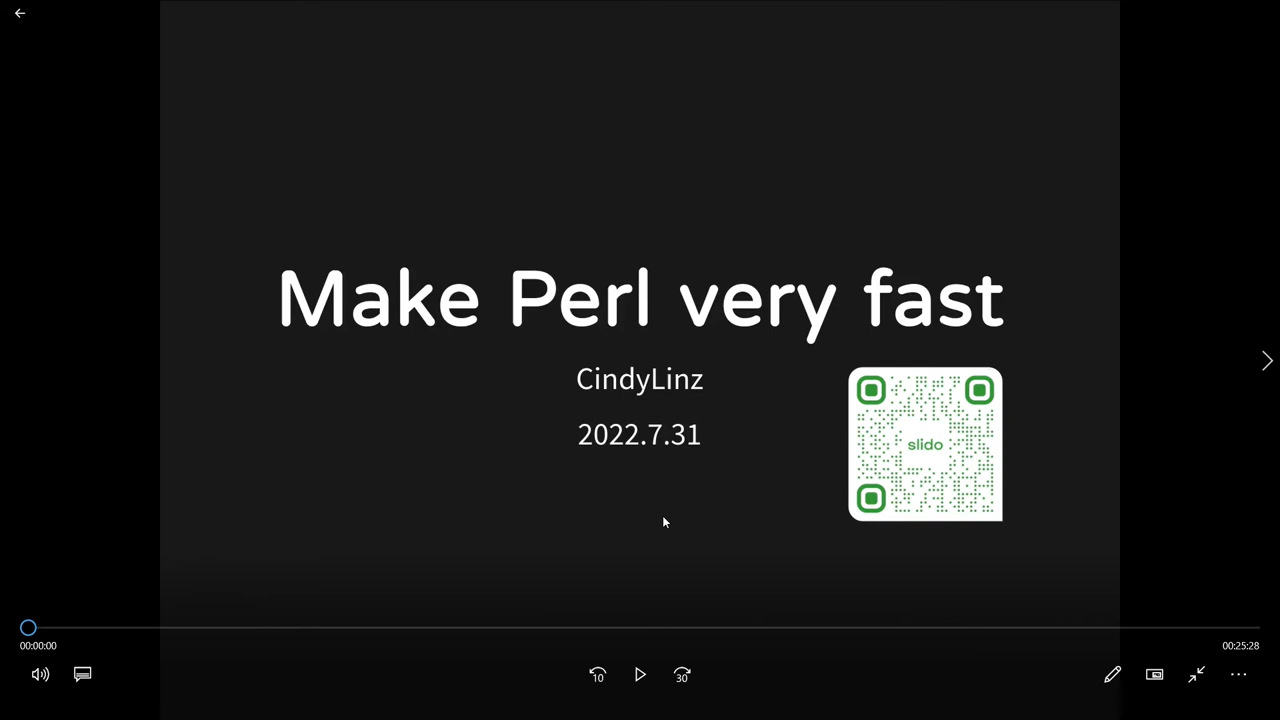 Make Perl very fast
CindyLinz
2022.7.31
slido
00:00:00
00:25:28
10
30